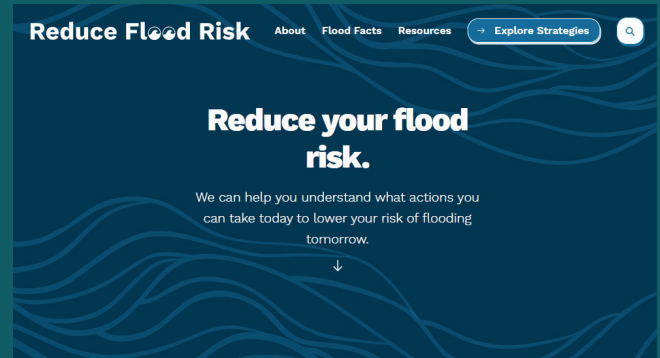 Reduce Flood Risk
About Flood Facts Resources → Explore Strategies
Reduce your flood
risk.
We can help you understand what actions you
can take today to lower your risk of flooding
tomorrow.
↓